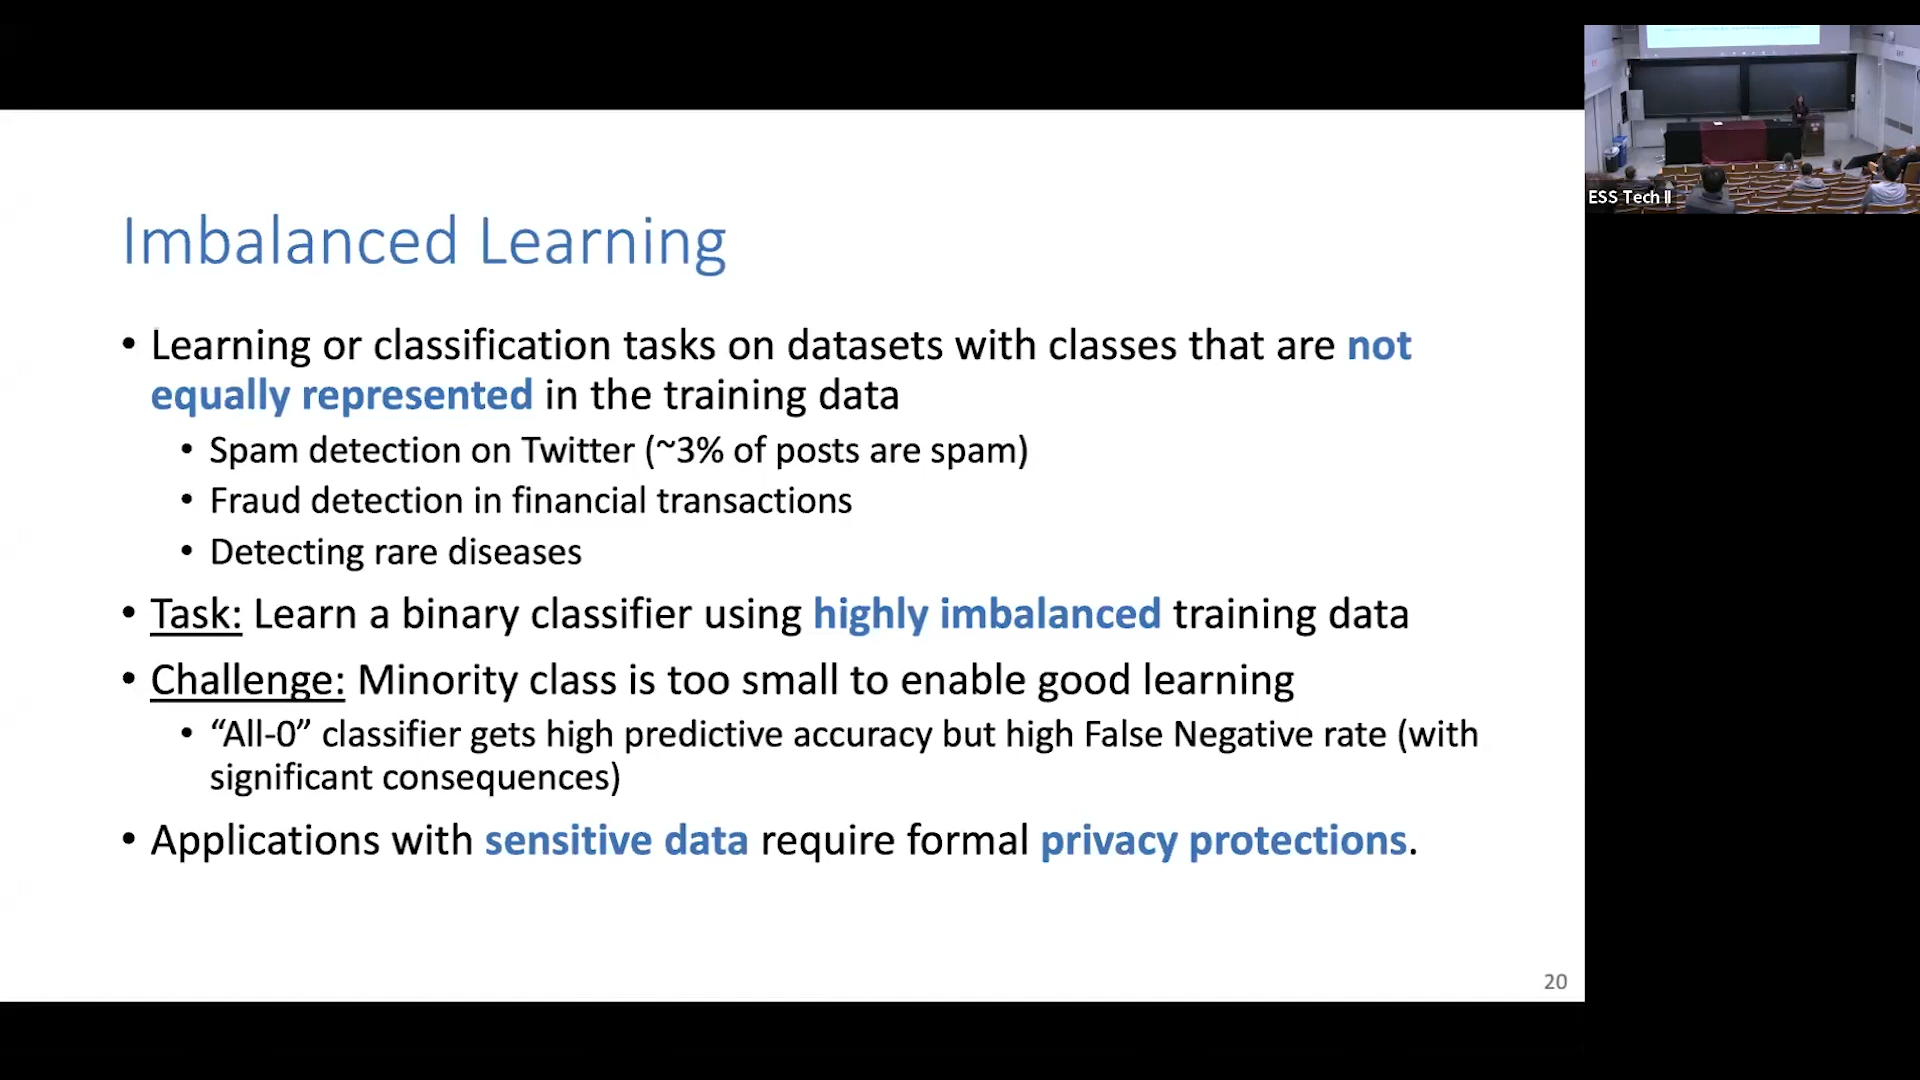 Imbalanced Learning
• Learning or classification tasks on datasets with classes that are not
equally represented in the training data
• Spam detection on Twitter (~3% of posts are spam)
• Fraud detection in financial transactions
• Detecting rare diseases
• Task: Learn a binary classifier using highly imbalanced training data
• Challenge: Minority class is too small to enable good learning
• “All-0” classifier gets high predictive accuracy but high False Negative rate (with
significant consequences)
• Applications with sensitive data require formal privacy protections.
20
ESS Tech II